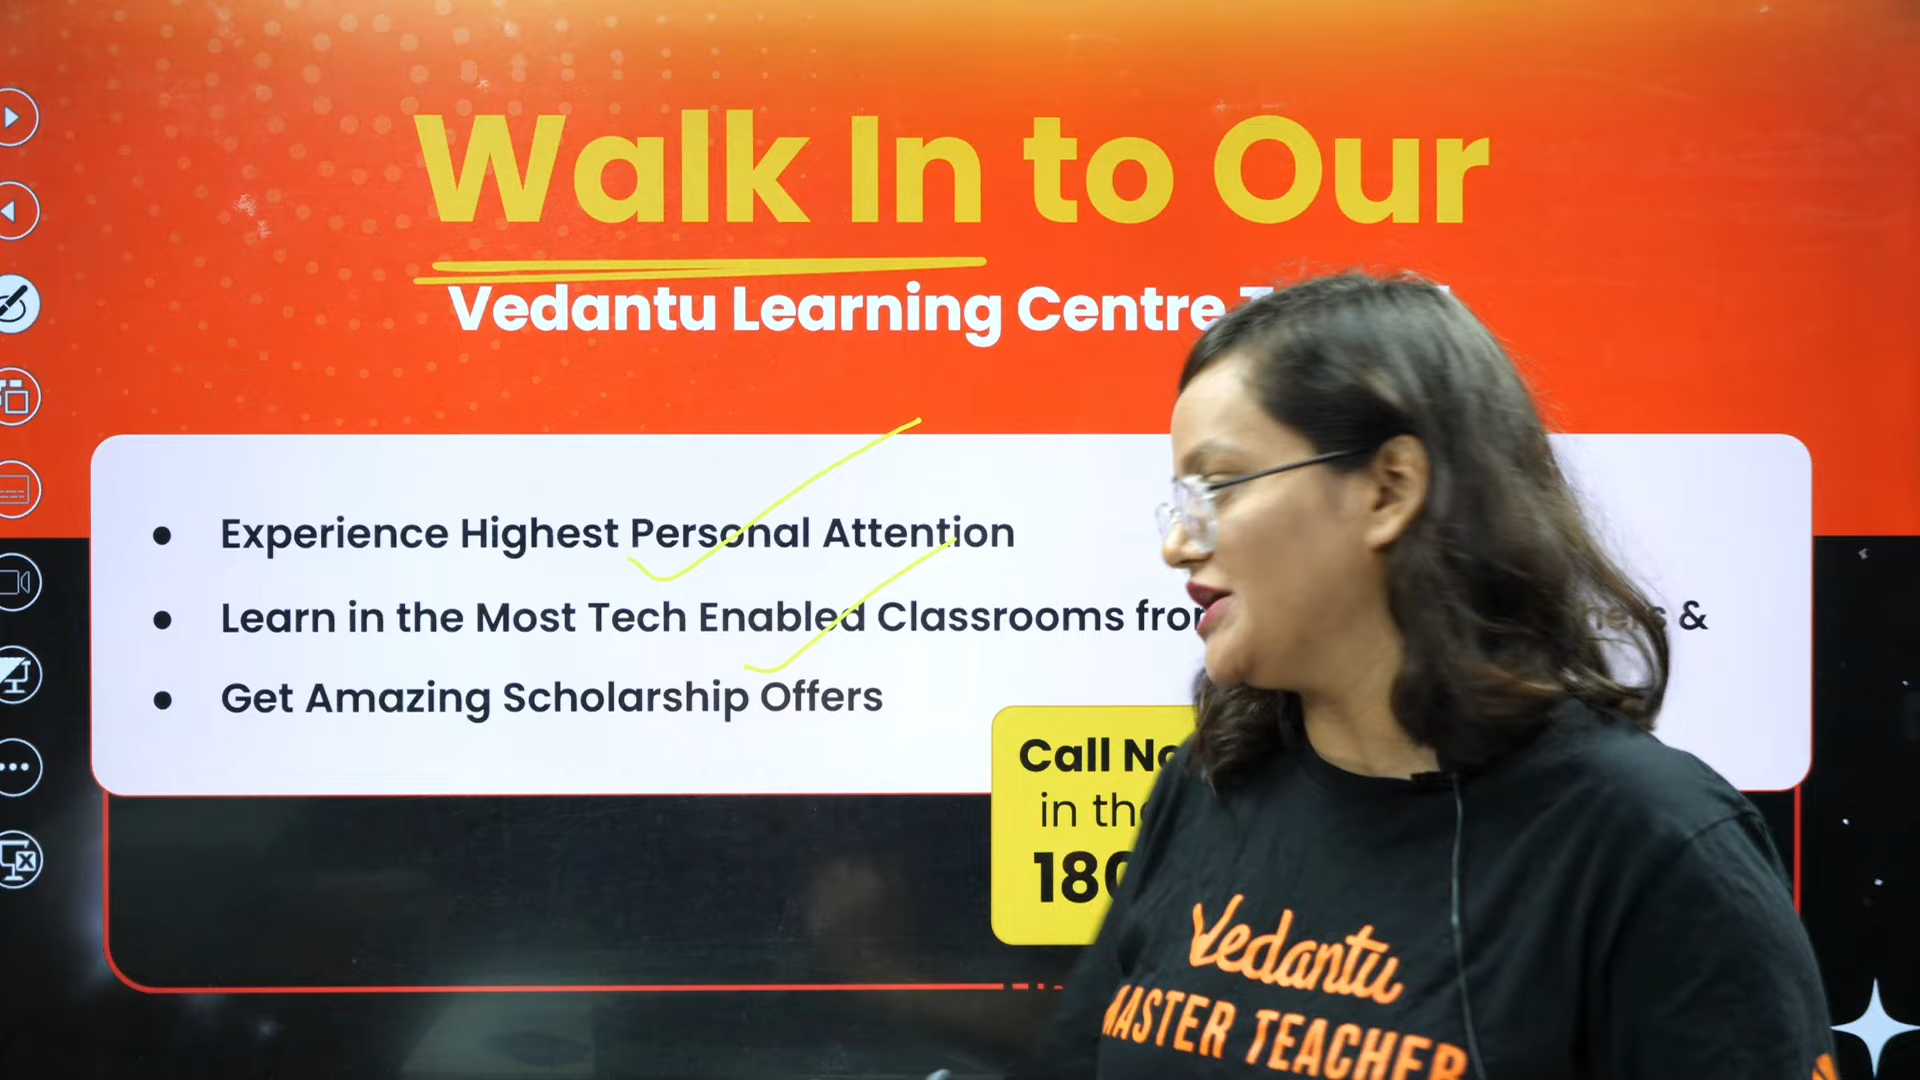 Walk In to Our
Vedantu Learning Centre
Experience Highest Personal Attention
Learn in the Most Tech Enabled Classrooms &
Get Amazing Scholarship Offers
Call
in
Vedantu
MASTER TEACHER